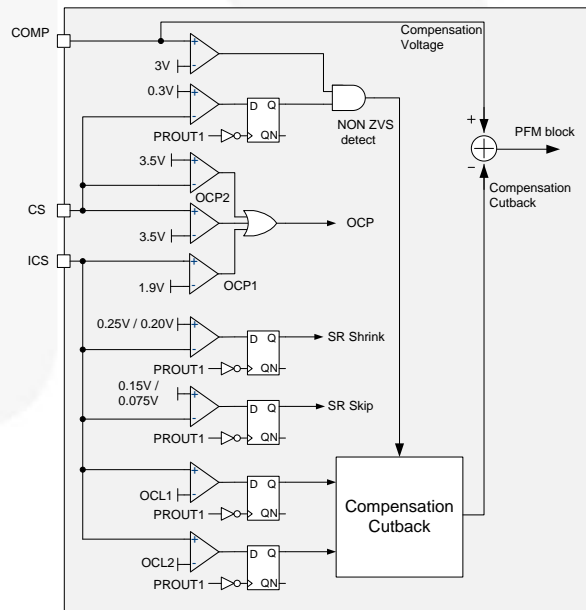 COMP
Compensation
Voltage
3V
0.3V
D Q
QN
PROUT1
NON ZVS
detect
+
PFM block
−
Compensation
Cutback
3.5V
OCP2
CS
OCP
3.5V
ICS
OCP1
1.9V
0.25V / 0.20V
D Q
SR Shrink
PROUT1
QN
0.15V /
0.075V
D Q
SR Skip
PROUT1
QN
D Q
OCL1
PROUT1
QN
Compensation
Cutback
D Q
OCL2
PROUT1
QN